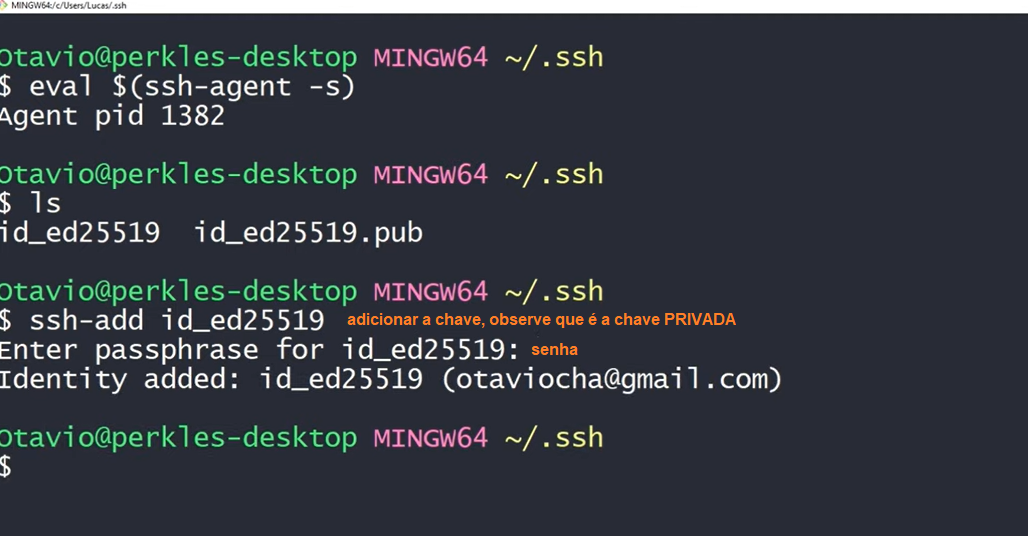 MINGW64:/c/Users/Lucas/.ssh
Otavio@perkles-desktop MINGW64 ~/.ssh
$ eval $(ssh-agent -s)
Agent pid 1382
Otavio@perkles-desktop MINGW64 ~/.ssh
$ ls
id_ed25519  id_ed25519.pub
Otavio@perkles-desktop MINGW64 ~/.ssh
$ ssh-add id_ed25519 adicionar a chave, observe que é a chave PRIVADA
Enter passphrase for id_ed25519: senha
Identity added: id_ed25519 (otaviocha@gmail.com)
Otavio@perkles-desktop MINGW64 ~/.ssh
$